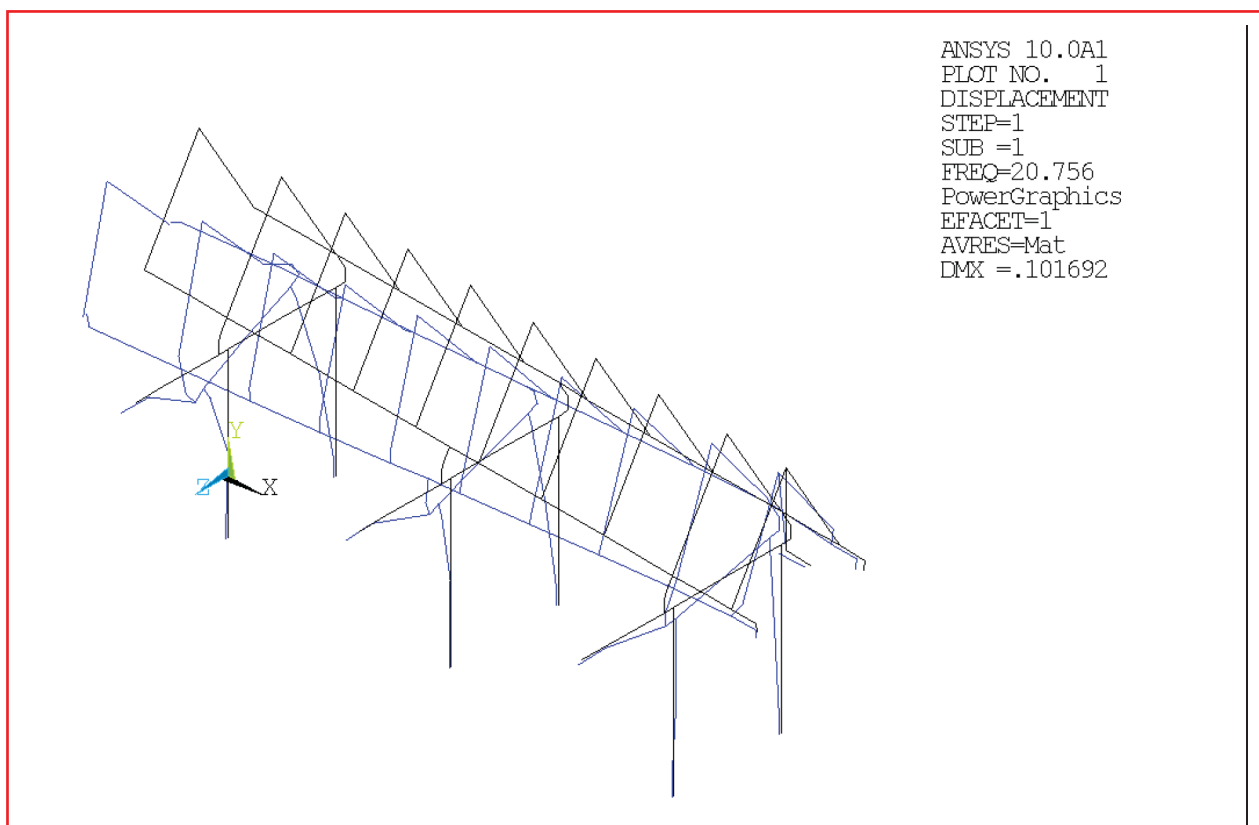 ANSYS 10.0A1
PLOT NO. 1
DISPLACEMENT
STEP=1
SUB =1
FREQ=20.756
PowerGraphics
EFACET=1
AVRES=Mat
DMX =.101692
Y
Z X